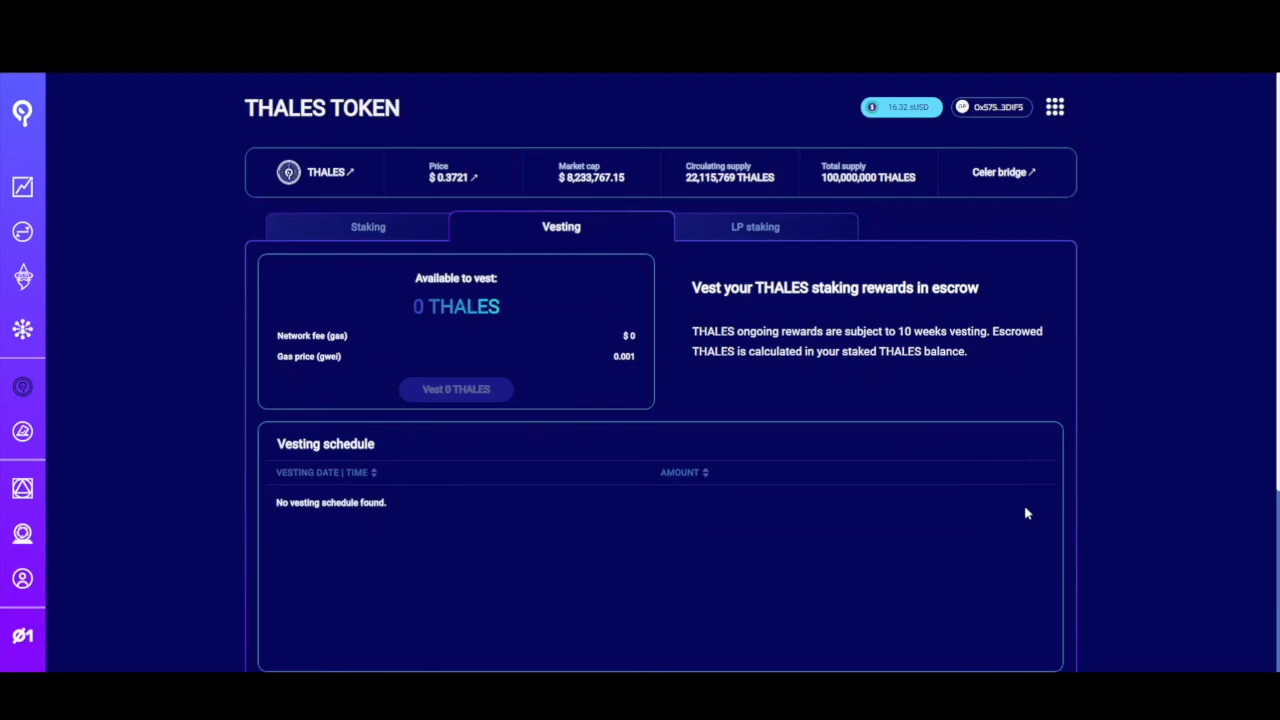 THALES TOKEN
16.32 sUSD
OP
0x575..3DIF5
THALES↗
Price
$ 0.3721 ↗
Market cap
$ 8,233,767.15
Circulating supply
22,115,769 THALES
Total supply
100,000,000 THALES
Celer bridge↗
Staking
Vesting
LP staking
Available to vest:
0 THALES
Network fee (gas)
$ 0
Gas price (gwei)
0.001
Vest 0 THALES
Vest your THALES staking rewards in escrow
THALES ongoing rewards are subject to 10 weeks vesting. Escrowed
THALES is calculated in your staked THALES balance.
Vesting schedule
VESTING DATE | TIME
AMOUNT
No vesting schedule found.
Ø1